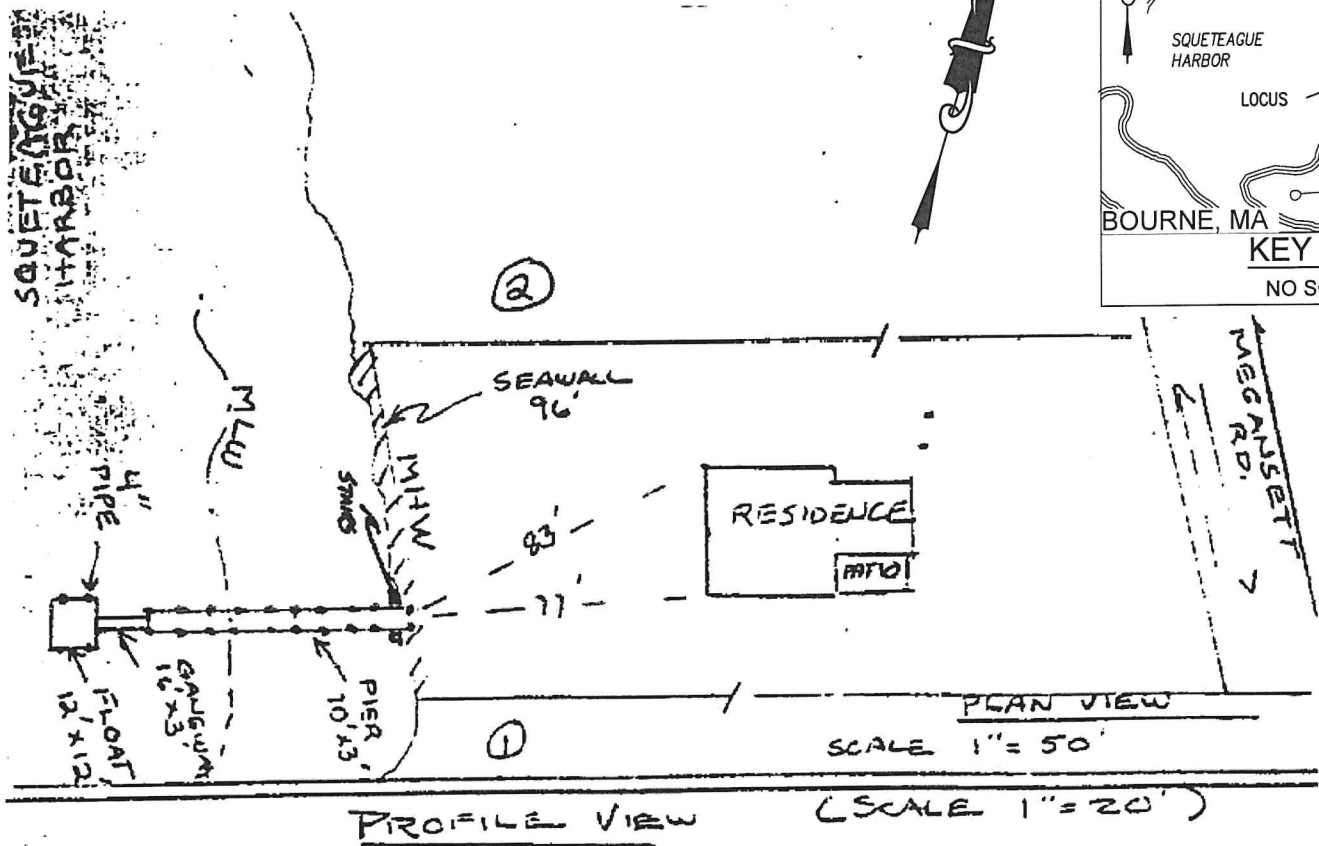 SQUETEAGUE
HARBOR
SQUETEAGUE
HARBOR
LOCUS
BOURNE, MA
KEY
NO S
②
SEAWALL
96'
MLW
MHW
MEGANSETT
RD.
4"
PIPE
STAIRS
83'
77'
RESIDENCE
PATIO
FLOAT
12' x 12'
GANGWAY
16' x 3'
PIER
70' x 3'
①
PLAN VIEW
SCALE 1" = 50'
PROFILE VIEW (SCALE 1" = 20')